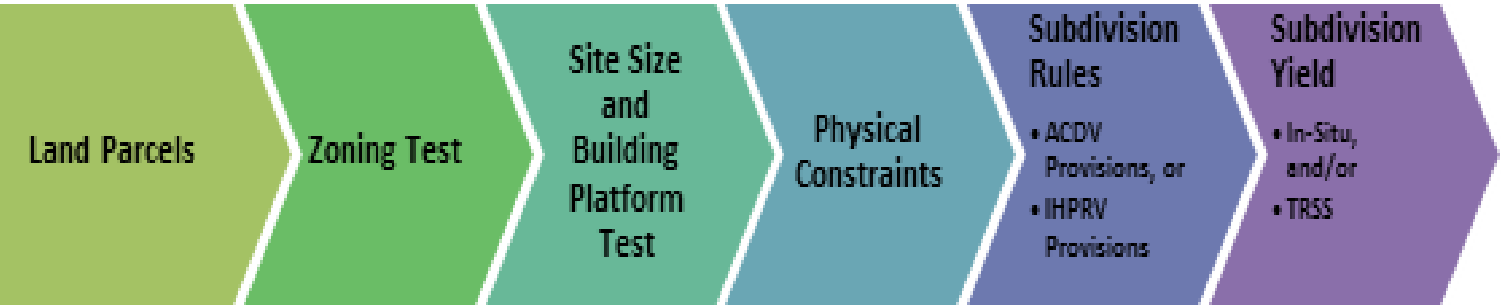 Land Parcels
Zoning Test
Site Size
and
Building
Platform
Test
Physical
Constraints
Subdivision
Rules
• ACDV
Provisions, or
• IHPRV
Provisions
Subdivision
Yield
• In-Situ,
and/or
• TRSS